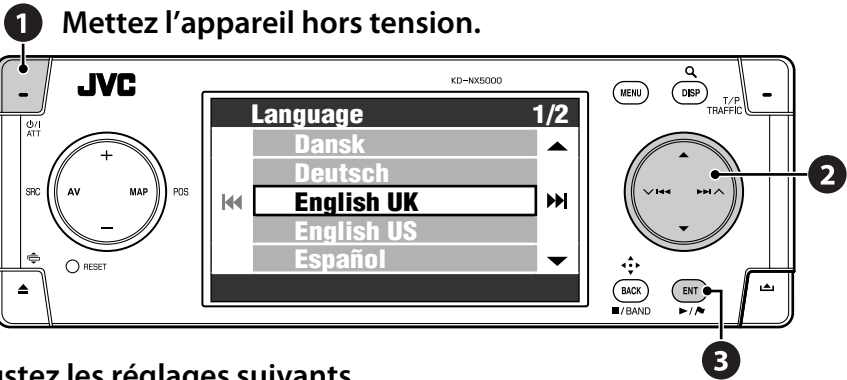 1 Mettez l’appareil hors tension.
JVC
KD-NX5000
MENU
DISP
T/P
TRAFFIC
Language 1/2
Dansk
Deutsch
English UK
English US
Español
⏻/I
ATT
+
SRC
AV
MAP
POS
–
RESET
2
BACK
ENT
■/BAND
►/⚑
3
les réglages suivants